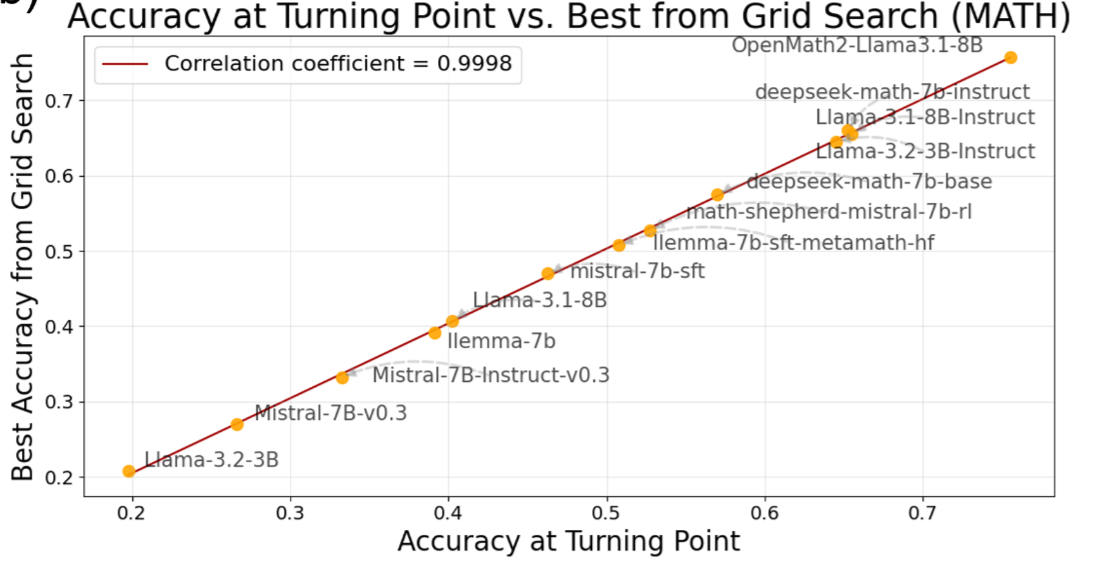 b)
Accuracy at Turning Point vs. Best from Grid Search (MATH)
Correlation coefficient = 0.9998
OpenMath2-Llama3.1-8B
deepseek-math-7b-instruct
Llama-3.1-8B-Instruct
Llama-3.2-3B-Instruct
deepseek-math-7b-base
math-shepherd-mistral-7b-rl
llemma-7b-sft-metamath-hf
mistral-7b-sft
Llama-3.1-8B
llemma-7b
Mistral-7B-Instruct-v0.3
Mistral-7B-v0.3
Llama-3.2-3B
Best Accuracy from Grid Search
0.7
0.6
0.5
0.4
0.3
0.2
0.2 0.3 0.4 0.5 0.6 0.7
Accuracy at Turning Point